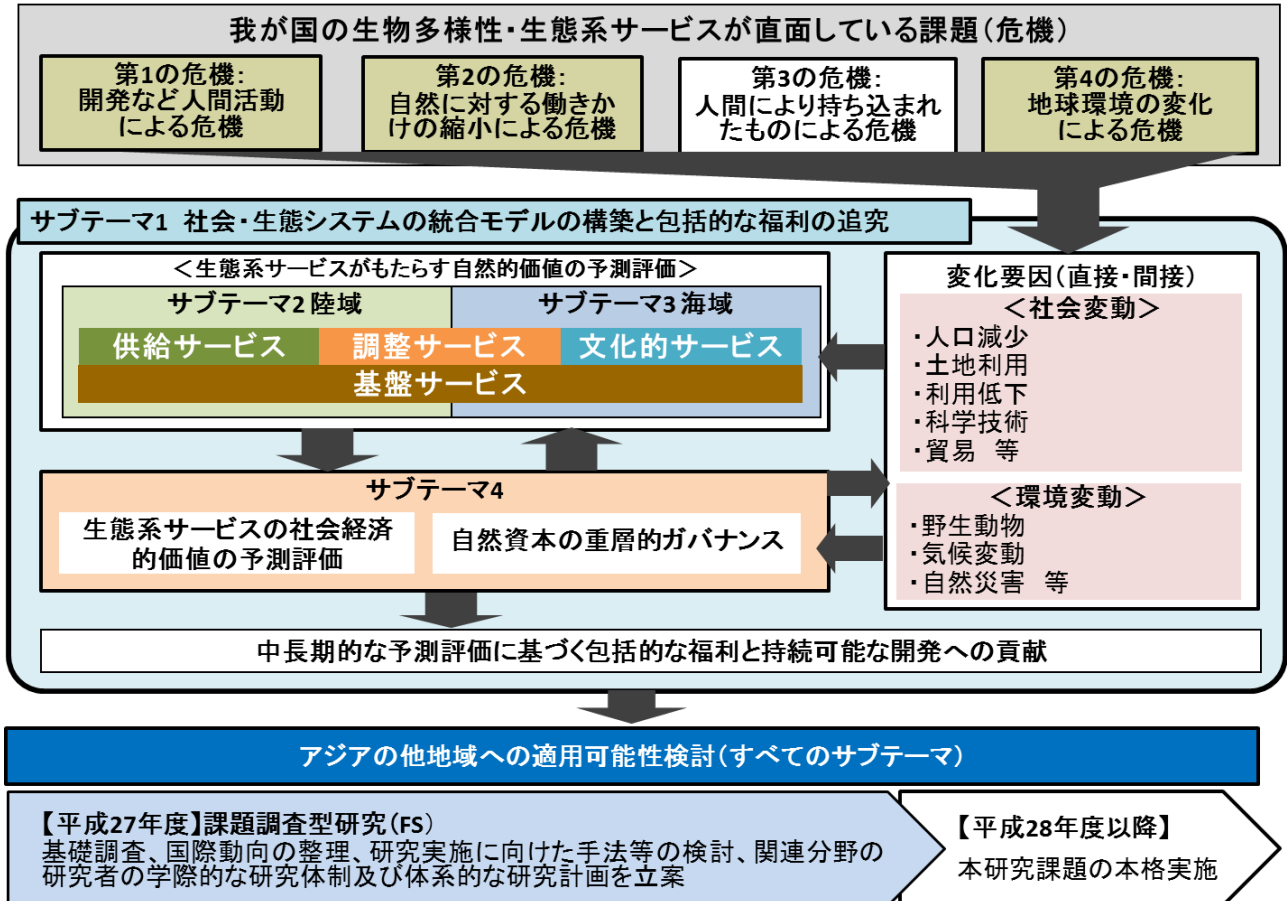 我が国の生物多様性・生態系サービスが直面している課題(危機)
第1の危機:
開発など人間活動
による危機
第2の危機:
自然に対する働きか
けの縮小による危機
第3の危機:
人間により持ち込まれ
たものによる危機
第4の危機:
地球環境の変化
による危機
サブテーマ1 社会・生態システムの統合モデルの構築と包括的な福利の追究
＜生態系サービスがもたらす自然的価値の予測評価＞
サブテーマ2 陸域
サブテーマ3 海域
供給サービス
調整サービス
文化的サービス
基盤サービス
変化要因(直接・間接)
＜社会変動＞
・人口減少
・土地利用
・利用低下
・科学技術
・貿易 等
＜環境変動＞
・野生動物
・気候変動
・自然災害 等
サブテーマ4
生態系サービスの社会経済
的価値の予測評価
自然資本の重層的ガバナンス
中長期的な予測評価に基づく包括的な福利と持続可能な開発への貢献
アジアの他地域への適用可能性検討(すべてのサブテーマ)
【平成27年度】課題調査型研究(FS)
基礎調査、国際動向の整理、研究実施に向けた手法等の検討、関連分野の
研究者の学際的な研究体制及び体系的な研究計画を立案
【平成28年度以降】
本研究課題の本格実施